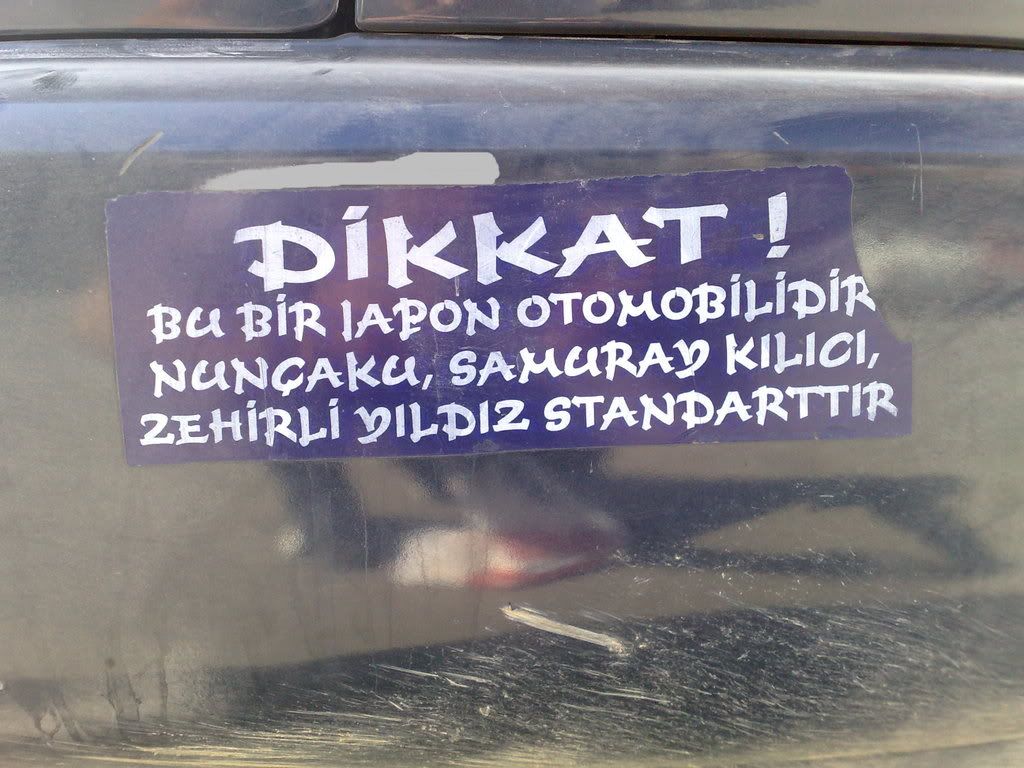 DİKKAT !
BU BİR JAPON OTOMOBİLİDİR
NUNÇAKU, SAMURAY KILICI,
ZEHİRLİ YILDIZ STANDARTTIR